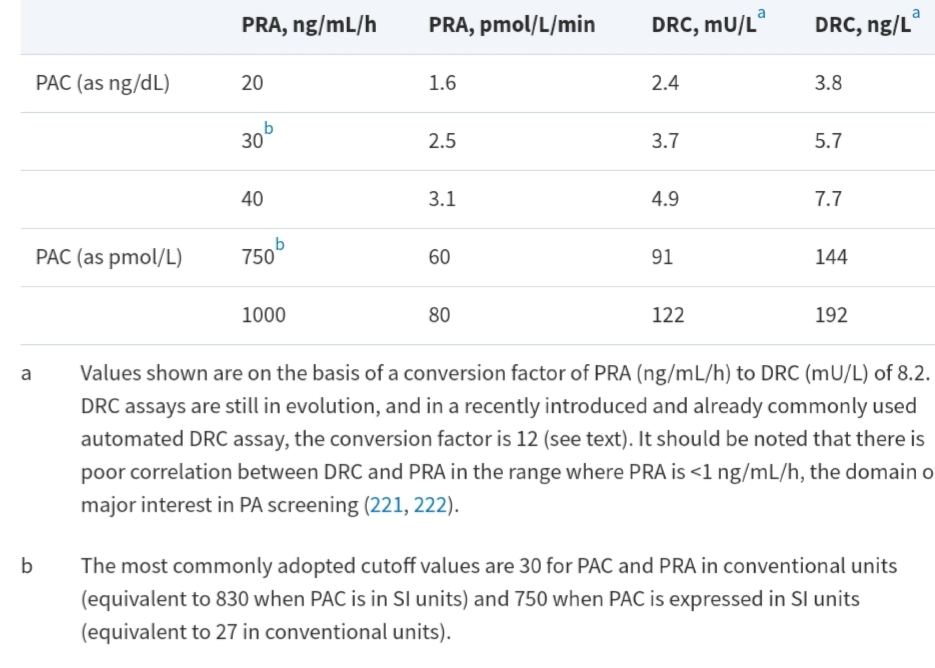 PRA, ng/mL/h PRA, pmol/L/min DRC, mU/La DRC, ng/La
PAC (as ng/dL) 20 1.6 2.4 3.8
30b 2.5 3.7 5.7
40 3.1 4.9 7.7
PAC (as pmol/L) 750b 60 91 144
1000 80 122 192
a Values shown are on the basis of a conversion factor of PRA (ng/mL/h) to DRC (mU/L) of 8.2.
DRC assays are still in evolution, and in a recently introduced and already commonly used
automated DRC assay, the conversion factor is 12 (see text). It should be noted that there is
poor correlation between DRC and PRA in the range where PRA is <1 ng/mL/h, the domain o
major interest in PA screening (221, 222).
b The most commonly adopted cutoff values are 30 for PAC and PRA in conventional units
(equivalent to 830 when PAC is in SI units) and 750 when PAC is expressed in SI units
(equivalent to 27 in conventional units).